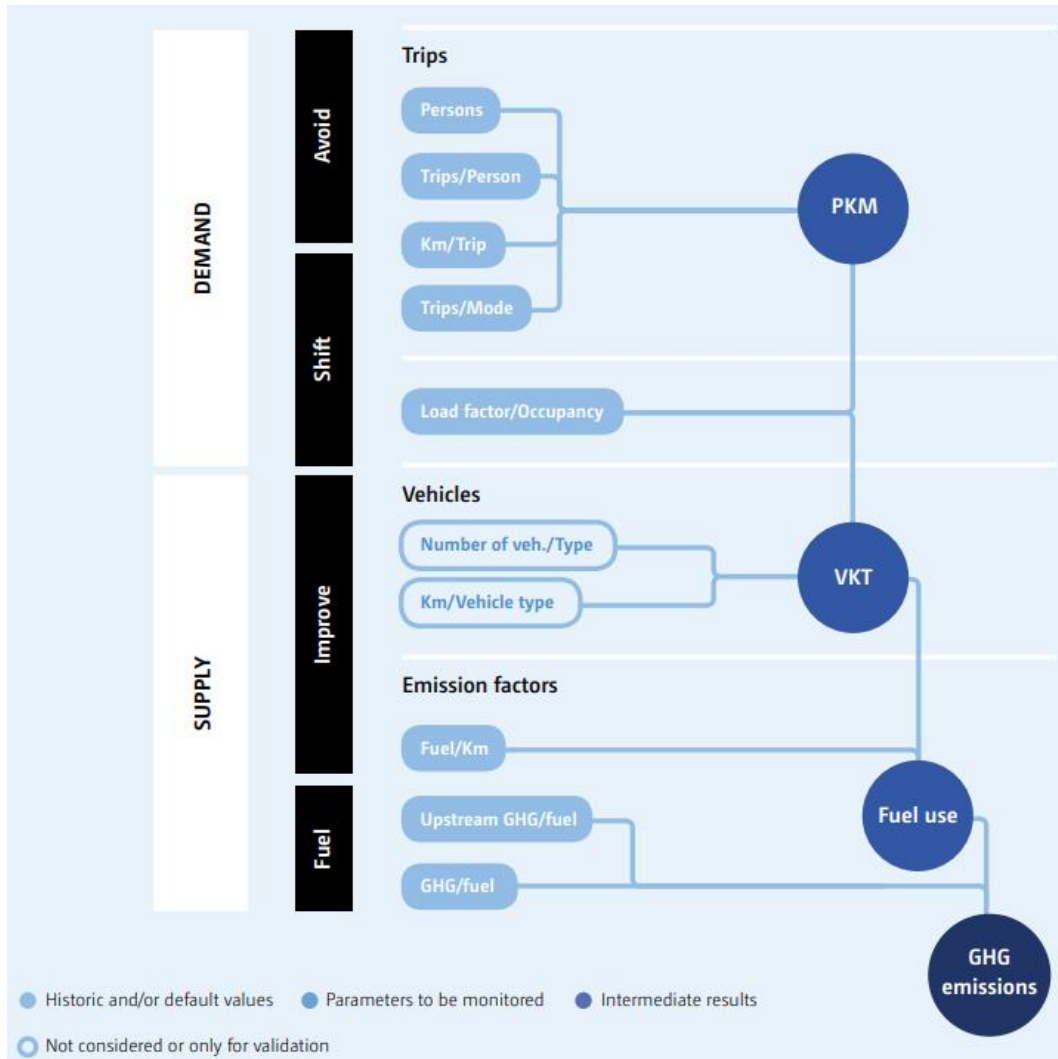 DEMAND
Avoid
Shift
Trips
Persons
Trips/Person
Km/Trip
Trips/Mode
PKM
Load factor/Occupancy
SUPPLY
Improve
Fuel
Vehicles
Number of veh./Type
Km/Vehicle type
VKT
Emission factors
Fuel/Km
Upstream GHG/fuel
GHG/fuel
Fuel use
GHG
emissions
Historic and/or default values
Parameters to be monitored
Intermediate results
Not considered or only for validation